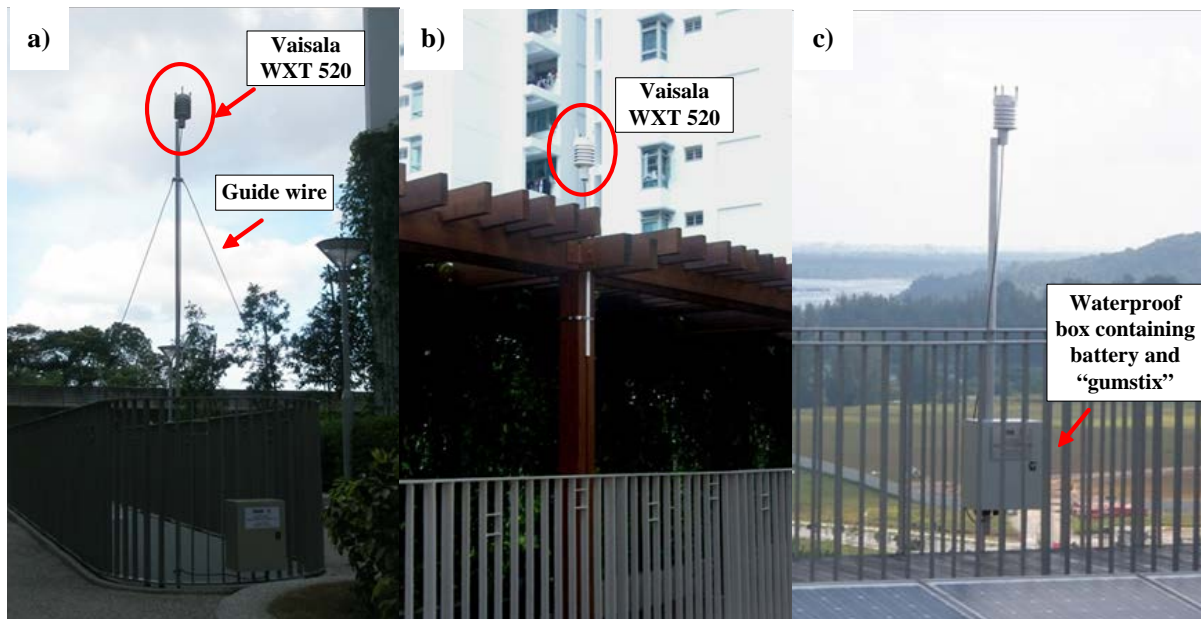 a)
Vaisala
WXT 520
Guide wire
b)
Vaisala
WXT 520
c)
Waterproof
box containing
battery and
“gumstix”